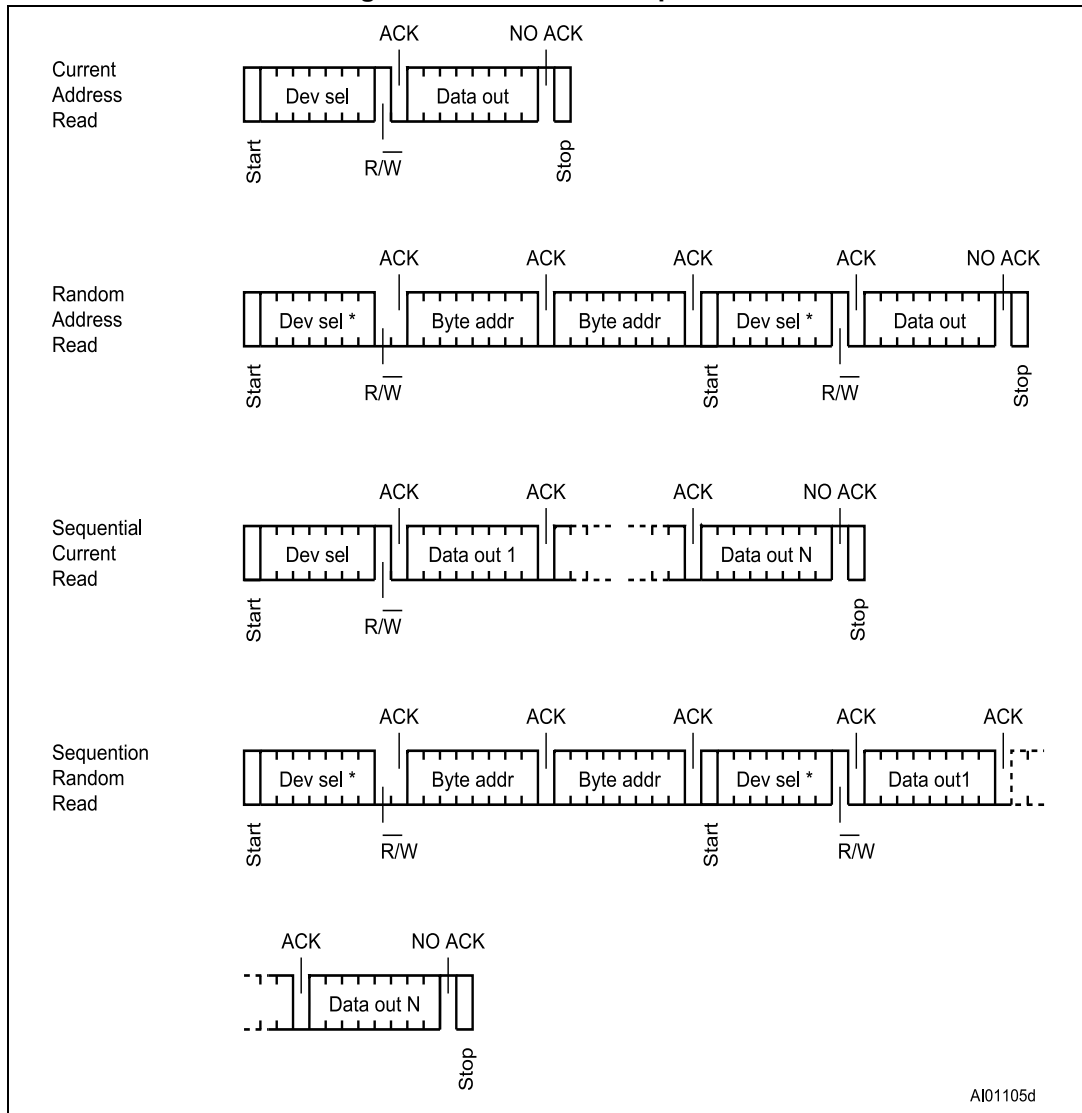 ACK NO ACK
Current
Address
Read
Dev sel Data out
Start R/W̅ Stop
ACK ACK ACK ACK NO ACK
Random
Address
Read
Dev sel * Byte addr Byte addr Dev sel * Data out
Start R/W̅ Start R/W̅ Stop
ACK ACK ACK NO ACK
Sequential
Current
Read
Dev sel Data out 1 Data out N
Start R/W̅ Stop
ACK ACK ACK ACK ACK
Sequention
Random
Read
Dev sel * Byte addr Byte addr Dev sel * Data out1
Start R̅/W Start R̅/W
ACK NO ACK
Data out N
Stop
AI01105d